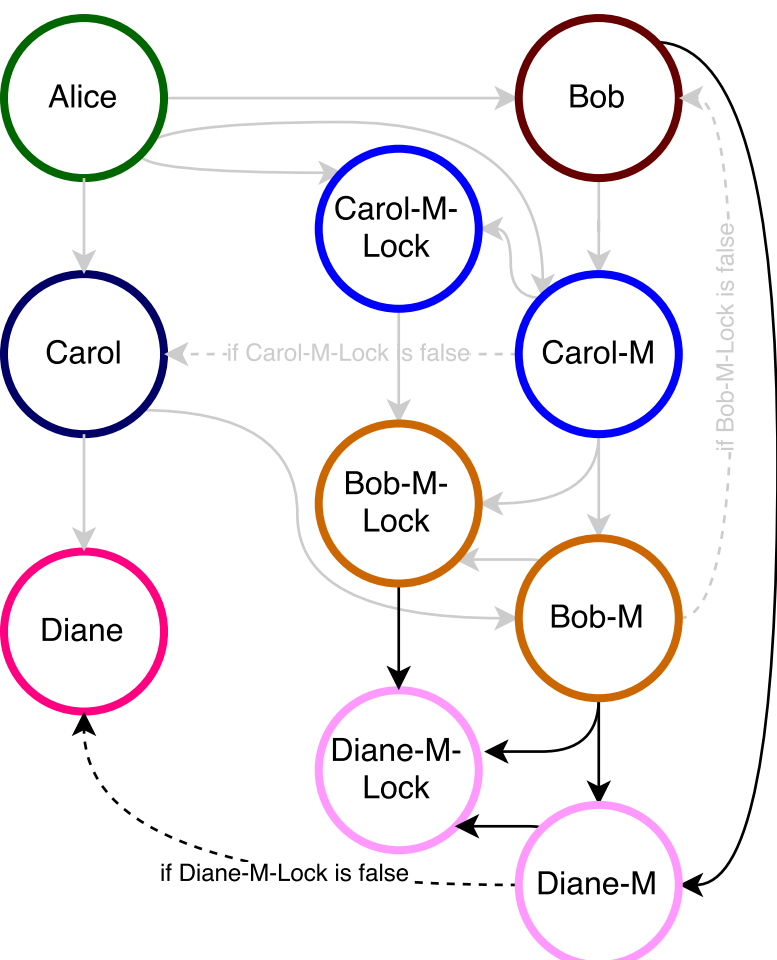 Alice
Bob
Carol-M-
Lock
Carol
if Carol-M-Lock is false
Carol-M
if Bob-M-Lock is false
Bob-M-
Lock
Diane
Bob-M
Diane-M-
Lock
if Diane-M-Lock is false
Diane-M